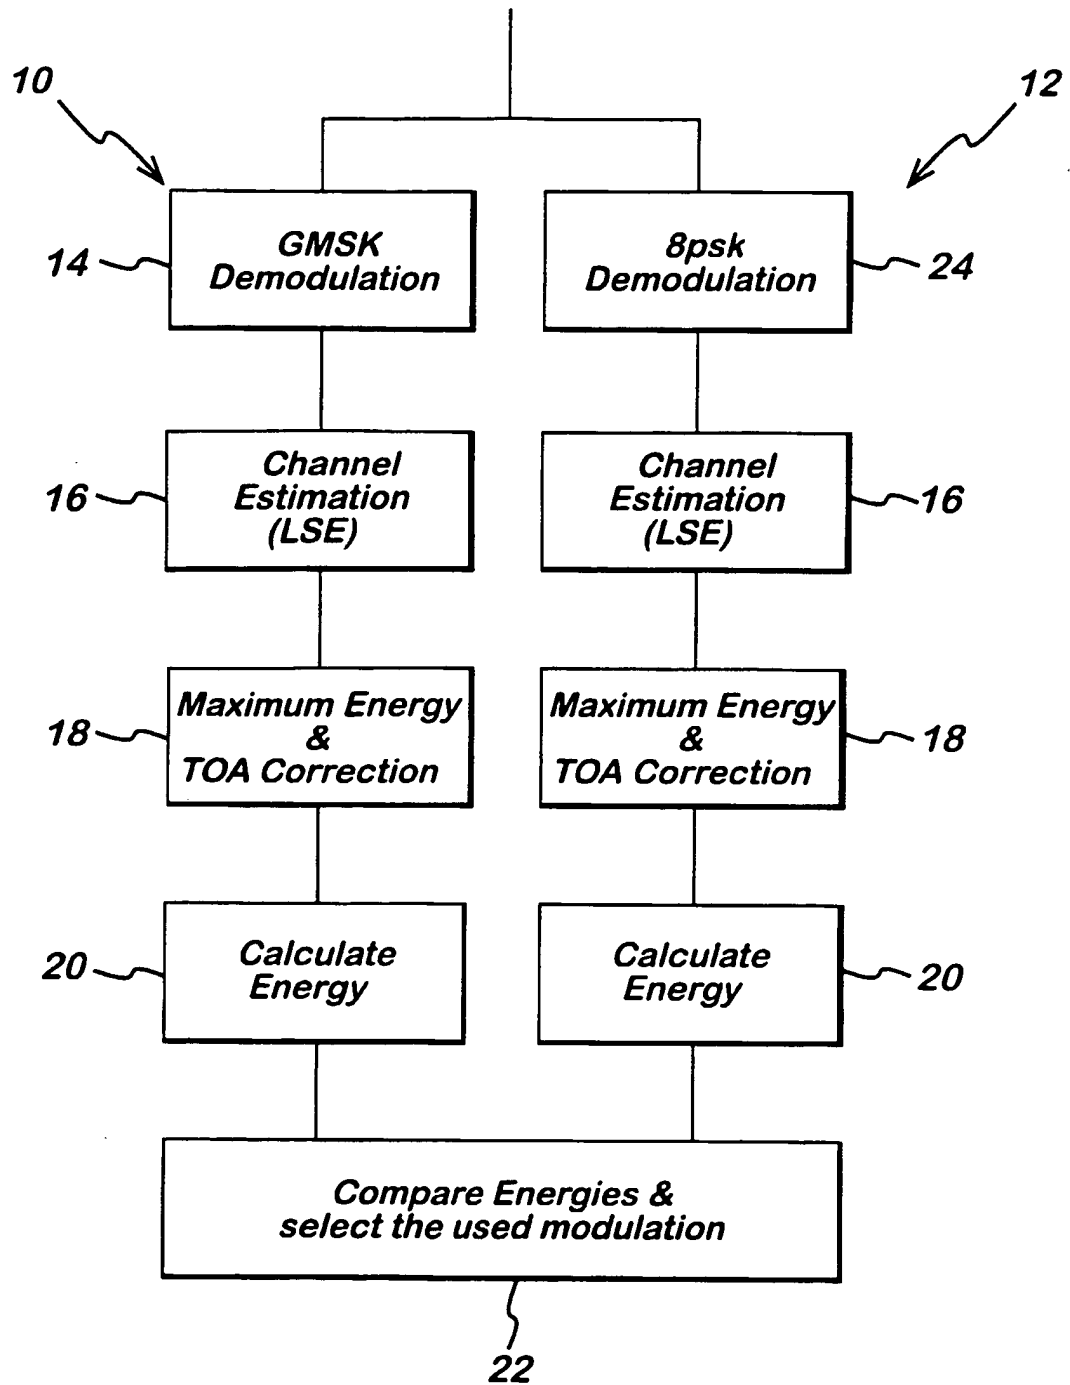 10
12
GMSK
Demodulation
8psk
Demodulation
14
24
Channel
Estimation
(LSE)
Channel
Estimation
(LSE)
16
16
Maximum Energy
&
TOA Correction
Maximum Energy
&
TOA Correction
18
18
Calculate
Energy
Calculate
Energy
20
20
Compare Energies &
select the used modulation
22